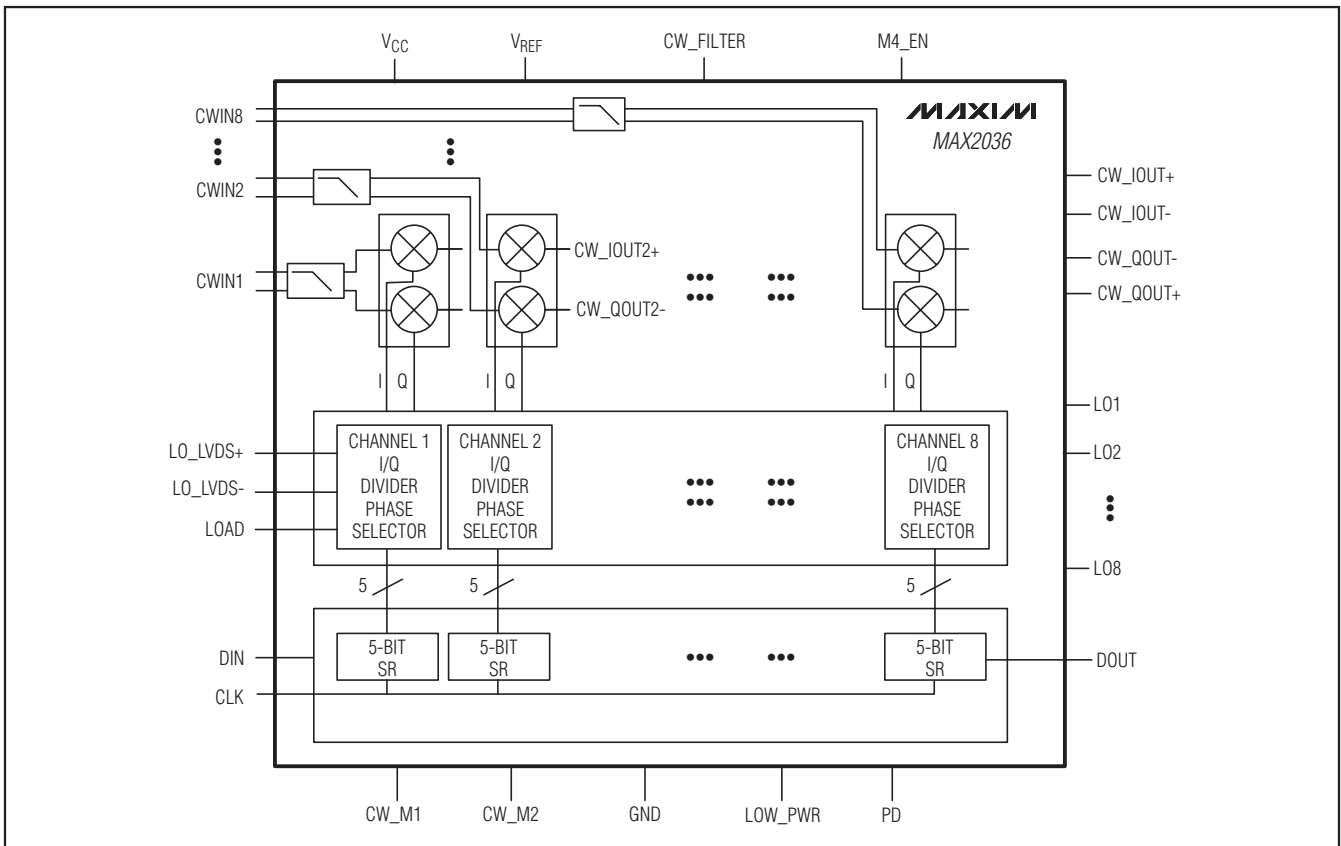 VCC
VREF
CW_FILTER
M4_EN
MAXIM
MAX2036
CWIN8
CWIN2
CWIN1
CW_IOUT2+
CW_QOUT2-
CW_IOUT+
CW_IOUT-
CW_QOUT-
CW_QOUT+
I Q
I Q
I Q
LO_LVDS+
LO_LVDS-
LOAD
CHANNEL 1
I/Q
DIVIDER
PHASE
SELECTOR
CHANNEL 2
I/Q
DIVIDER
PHASE
SELECTOR
CHANNEL 8
I/Q
DIVIDER
PHASE
SELECTOR
LO1
LO2
LO8
5
5
5
DIN
CLK
5-BIT
SR
5-BIT
SR
5-BIT
SR
DOUT
CW_M1
CW_M2
GND
LOW_PWR
PD